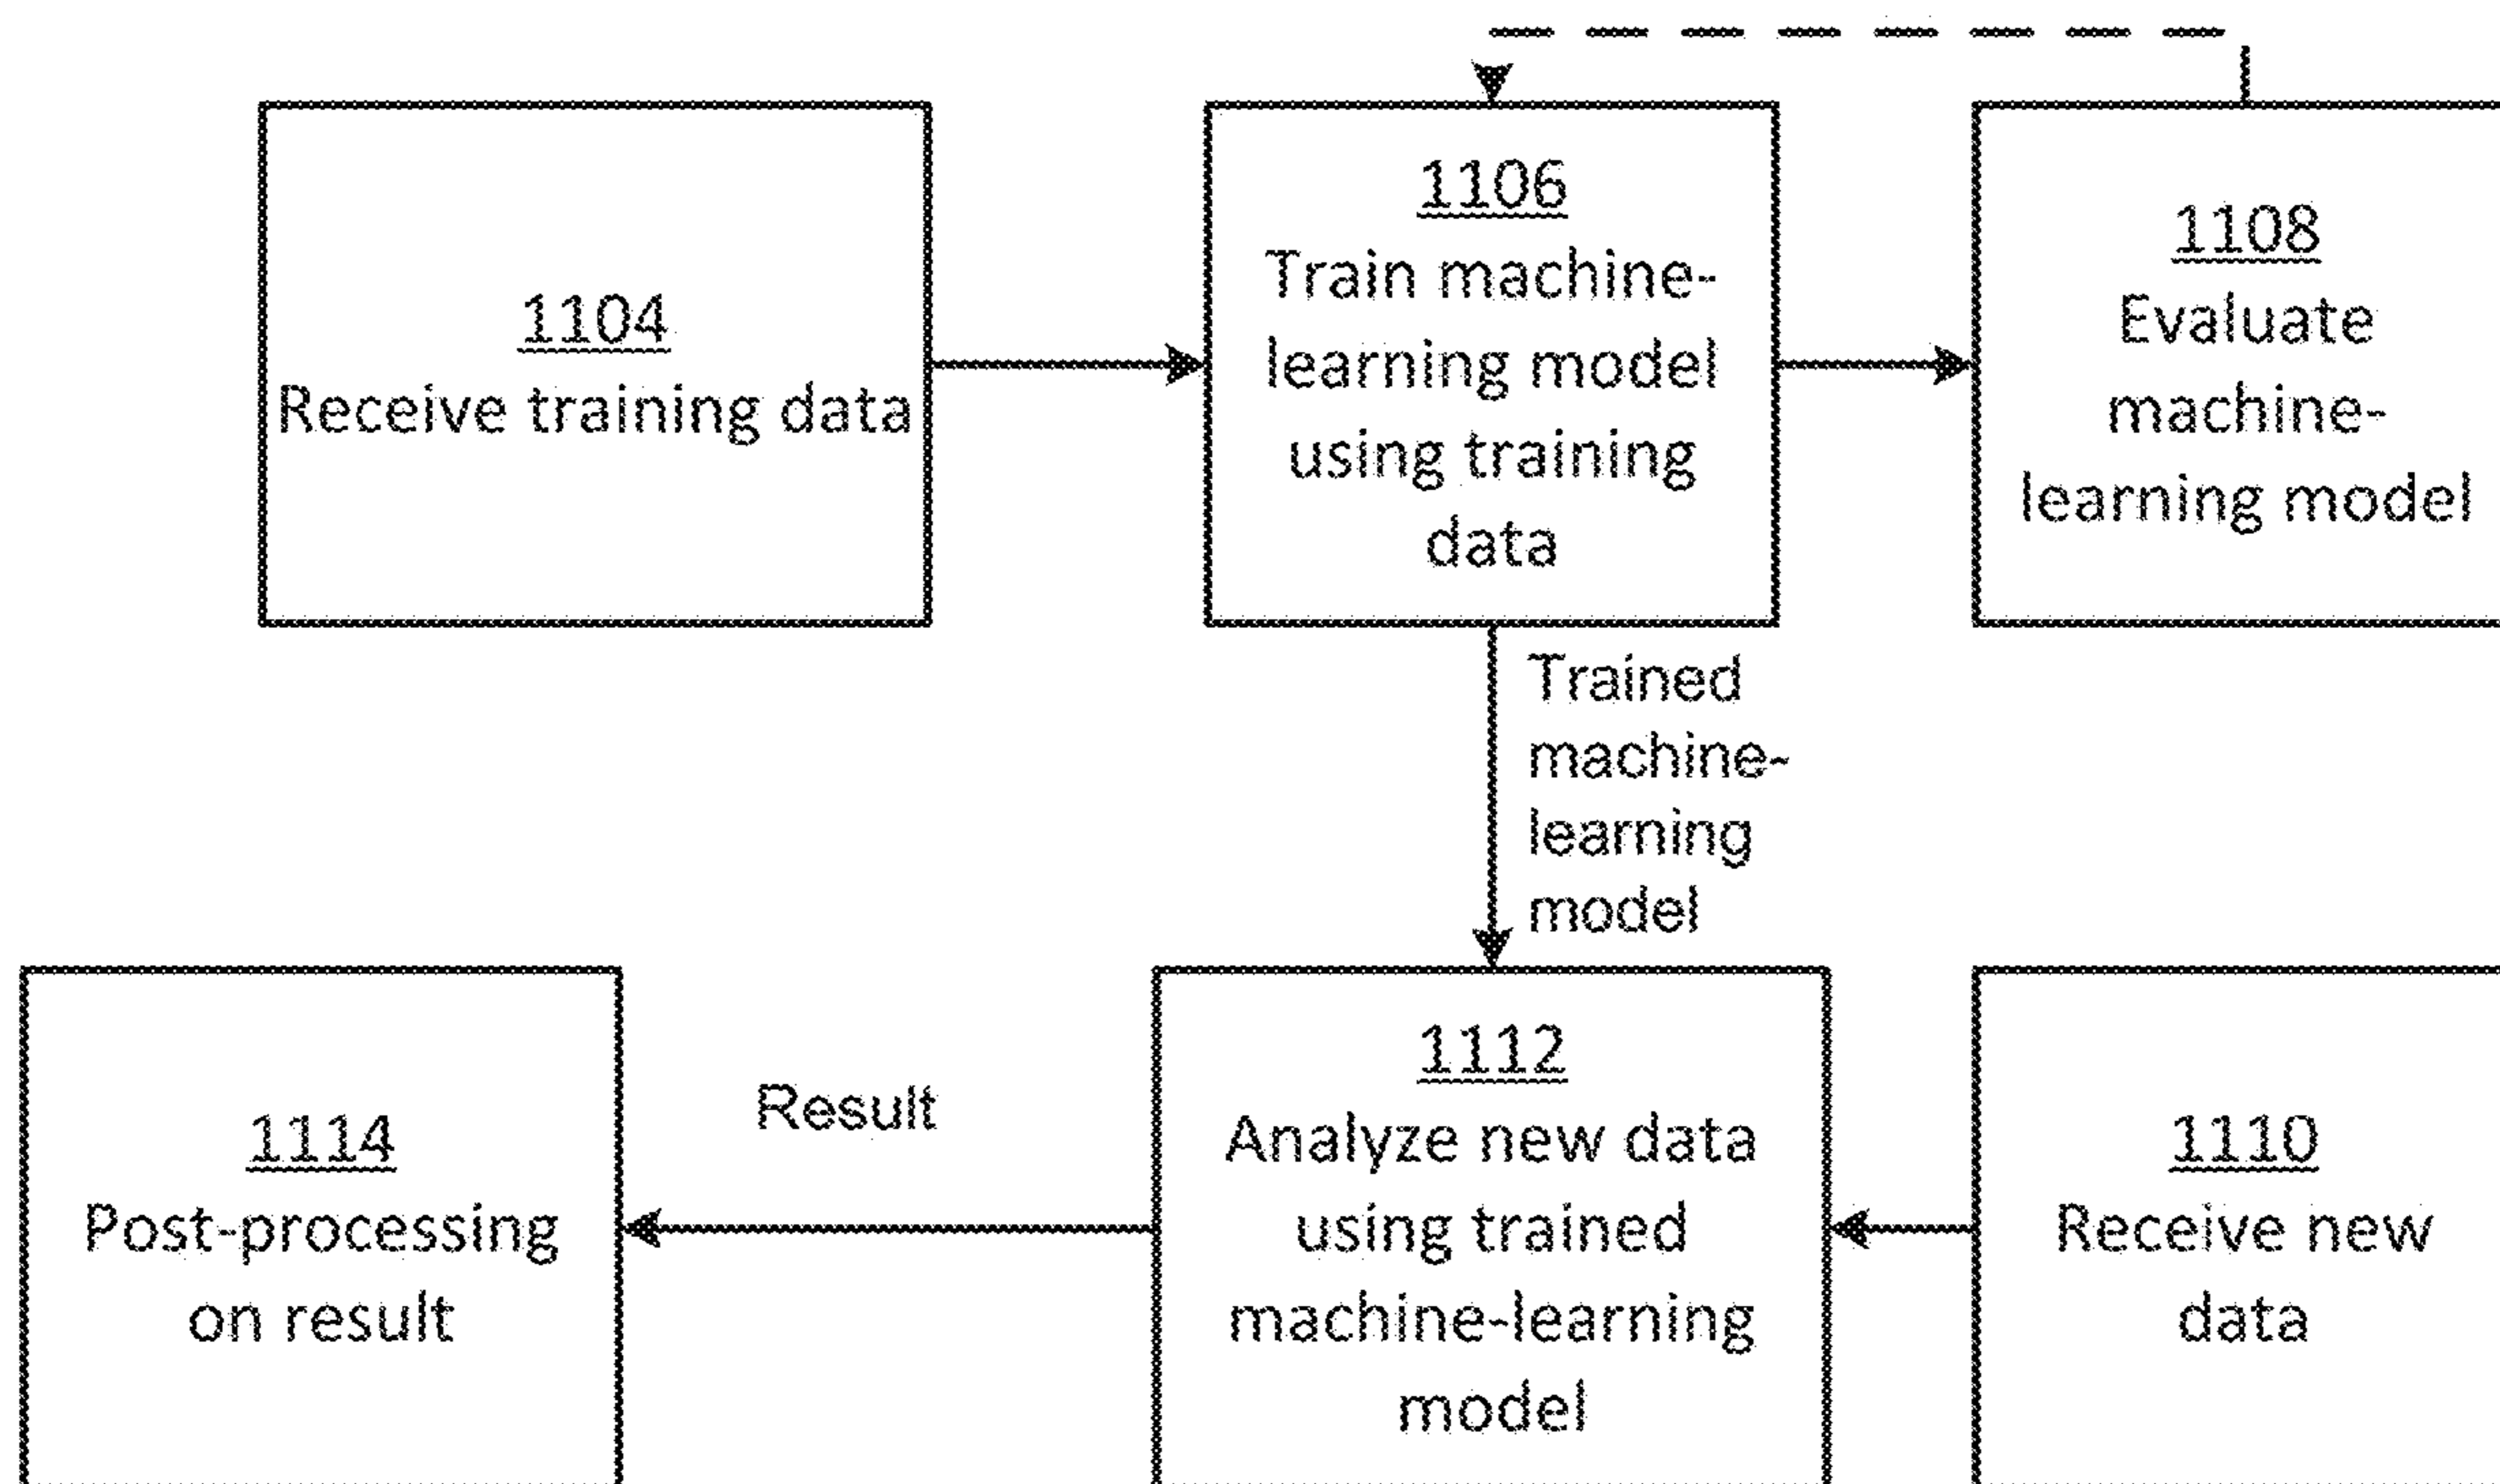 1104
Receive training data
1106
Train machine-
learning model
using training
data
1108
Evaluate
machine-
learning model
Trained
machine-
learning
model
1114
Post-processing
on result
Result
1112
Analyze new data
using trained
machine-learning
model
1110
Receive new
data